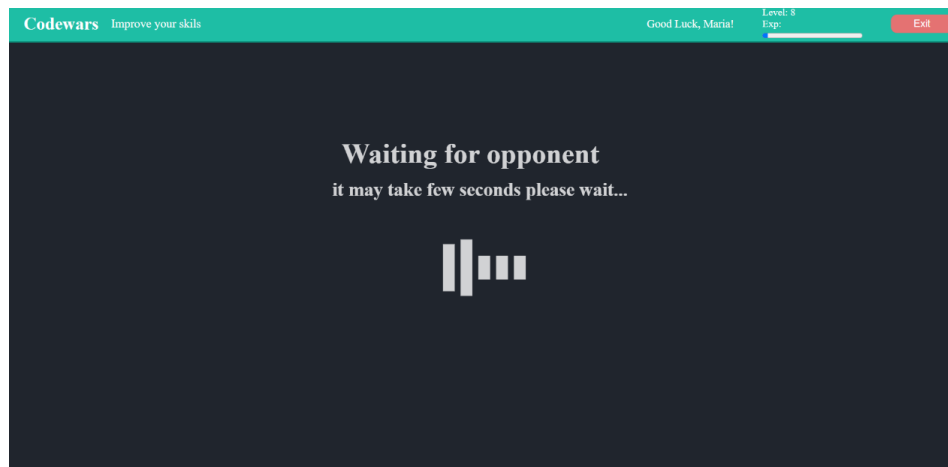 Codewars Improve your skils
Good Luck, Maria!
Level: 8
Exp:
Exit
Waiting for opponent
it may take few seconds please wait...